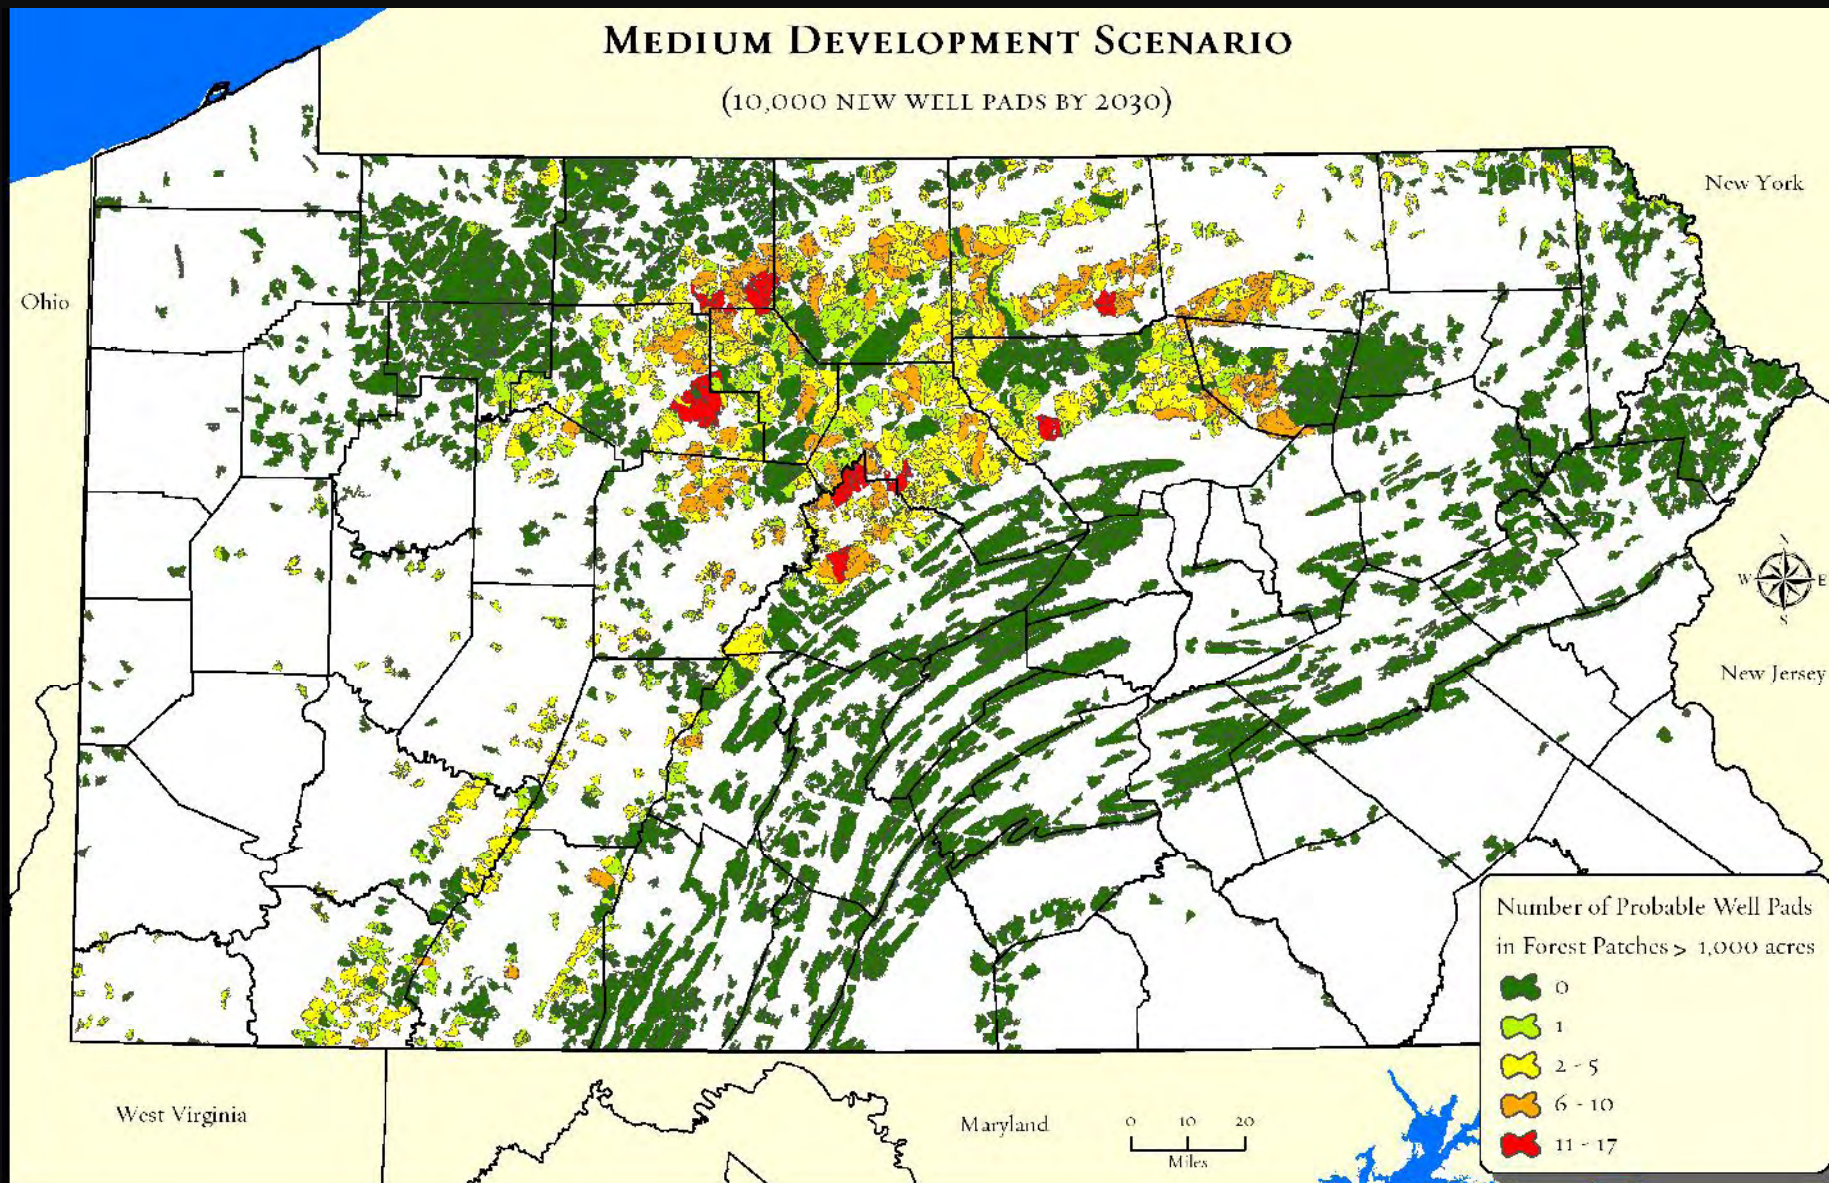 MEDIUM DEVELOPMENT SCENARIO
(10,000 NEW WELL PADS BY 2030)
New York
Ohio
N
W E
S
New Jersey
Number of Probable Well Pads
in Forest Patches > 1,000 acres
0
1
2 - 5
6 - 10
11 - 17
West Virginia
Maryland
0 10 20
Miles